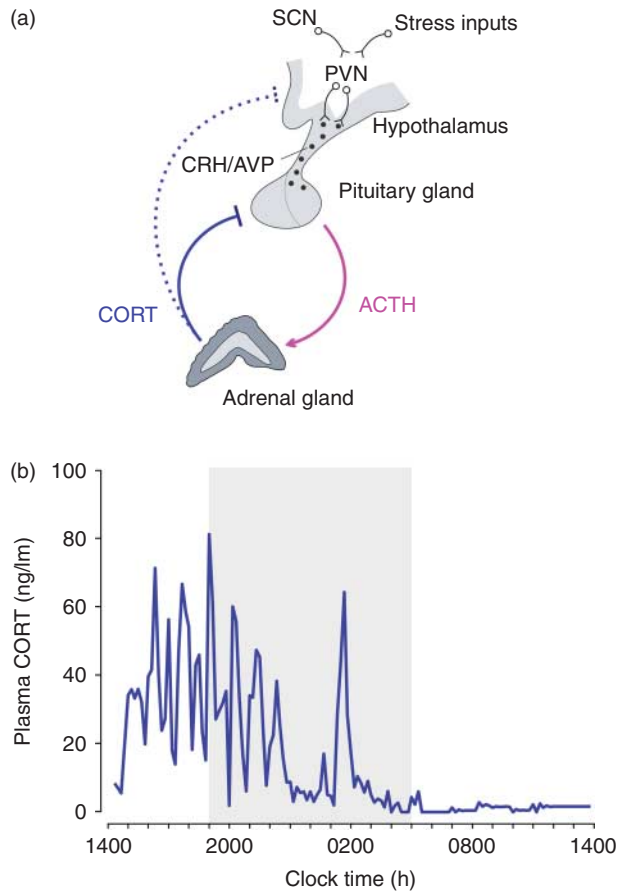 (a)
SCN
Stress inputs
PVN
Hypothalamus
CRH/AVP
Pituitary gland
CORT
ACTH
Adrenal gland
(b)
100
80
60
40
20
0
Plasma CORT (ng/lm)
1400
2000
0200
0800
1400
Clock time (h)